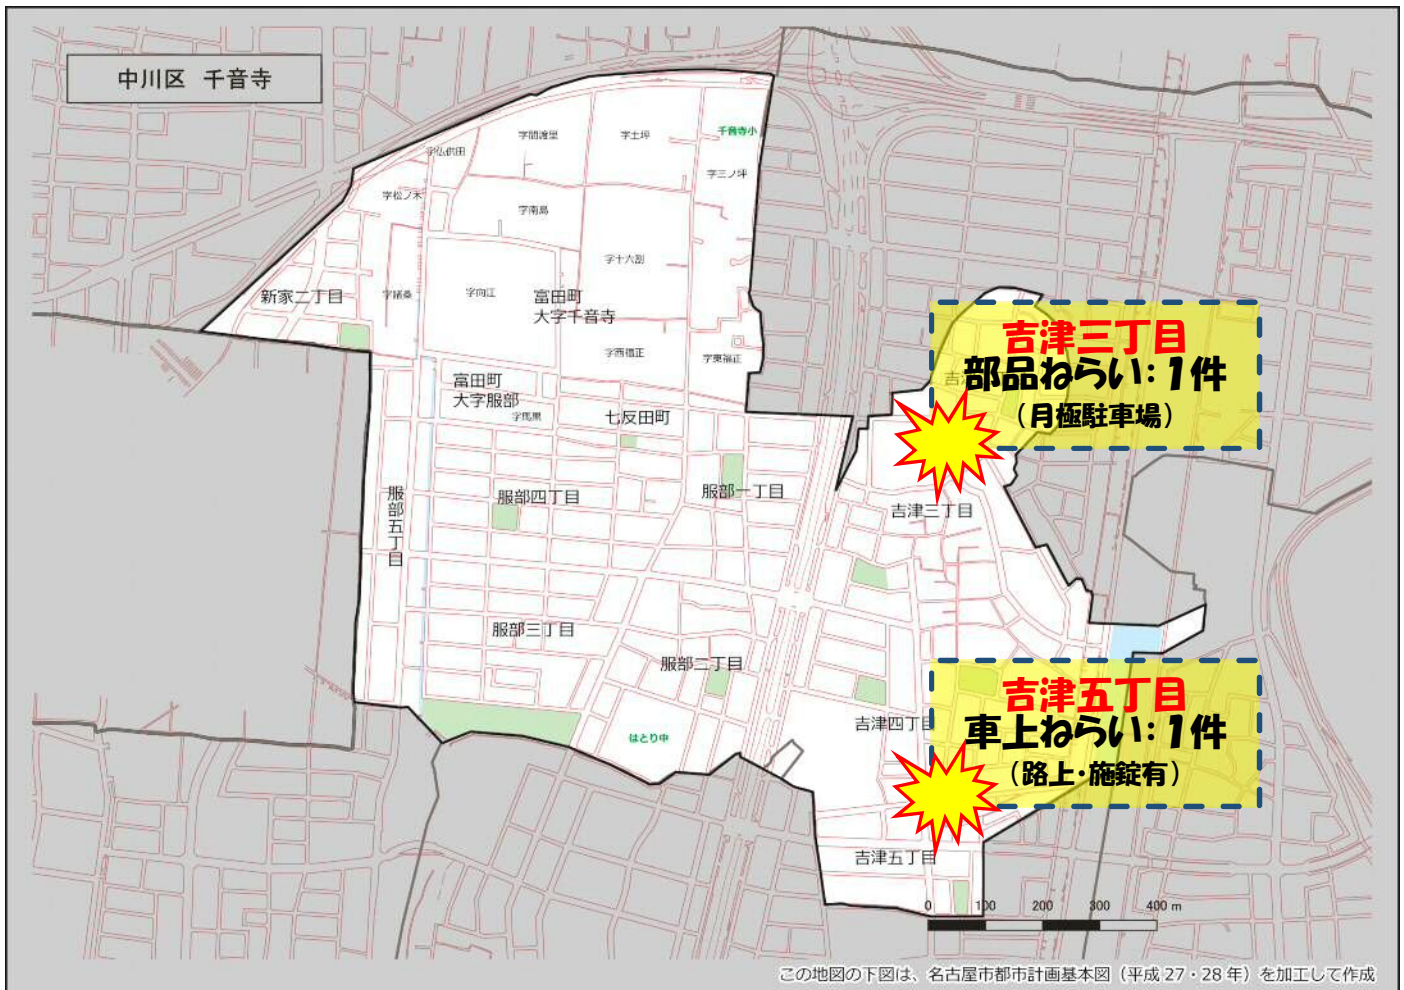 中川区 千音寺
千音寺小
字間渡里
字土坪
字仏供田
字三ノ坪
字松ノ木
字南島
字十六割
新家二丁目
字諸桑
字向江
富田町
大字千音寺
字西福正
字東福正
富田町
大字服部
字馬黒
七反田町
服部五丁目
服部四丁目
服部一丁目
吉津三丁目
部品ねらい：1件
（月極駐車場）
吉津三丁目
服部三丁目
服部二丁目
はとり中
吉津四丁目
吉津五丁目
車上ねらい：1件
（路上・施錠有）
吉津五丁目
0 100 200 300 400 m
この地図の下図は、名古屋市都市計画基本図（平成 27・28 年）を加工して作成